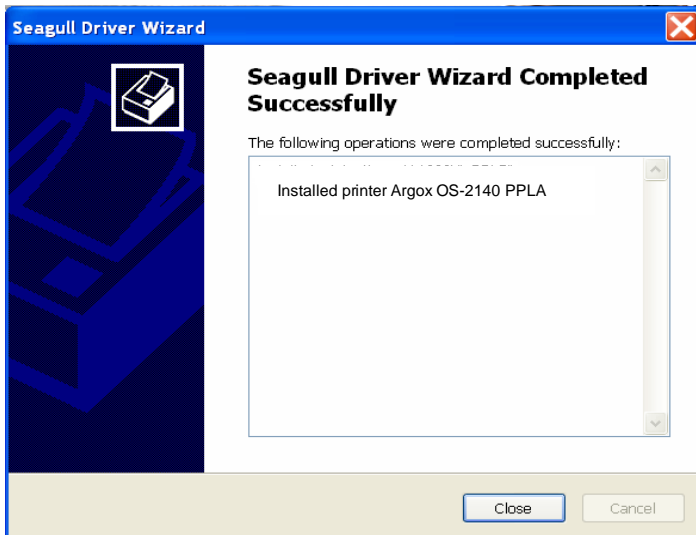 Seagull Driver Wizard
Seagull Driver Wizard Completed
Successfully
The following operations were completed successfully:
Installed printer Argox OS-2140 PPLA
Close
Cancel